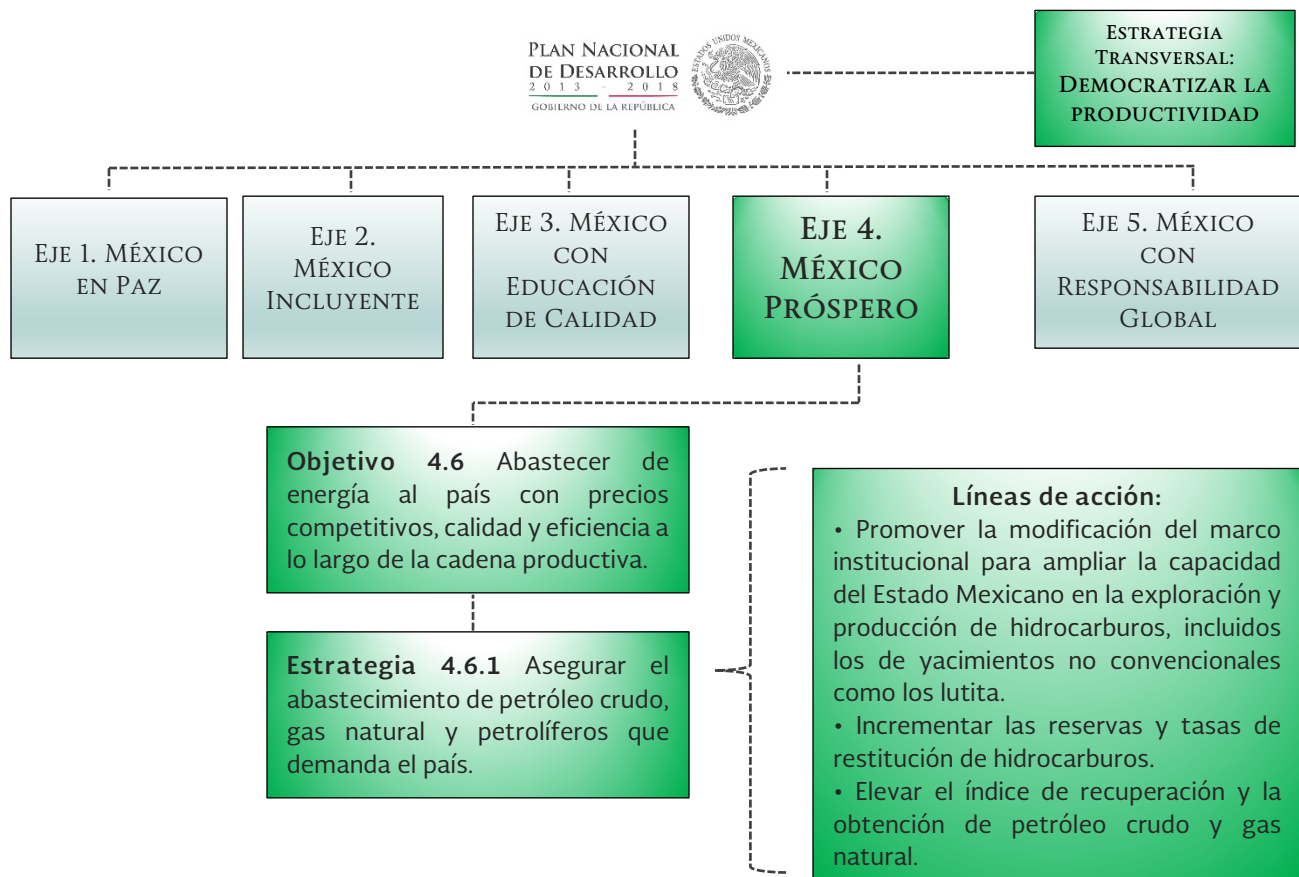 PLAN NACIONAL
DE DESARROLLO
2013 - 2018
GOBIERNO DE LA REPÚBLICA
ESTADOS UNIDOS MEXICANOS
ESTRATEGIA
TRANSVERSAL:
DEMOCRATIZAR LA
PRODUCTIVIDAD
EJE 1. MÉXICO
EN PAZ
EJE 2.
MÉXICO
INCLUYENTE
EJE 3. MÉXICO
CON
EDUCACIÓN
DE CALIDAD
EJE 4.
MÉXICO
PRÓSPERO
EJE 5. MÉXICO
CON
RESPONSABILIDAD
GLOBAL
Objetivo 4.6 Abastecer de
energía al país con precios
competitivos, calidad y eficiencia a
lo largo de la cadena productiva.
Estrategia 4.6.1 Asegurar el
abastecimiento de petróleo crudo,
gas natural y petrolíferos que
demanda el país.
Líneas de acción:
• Promover la modificación del marco
institucional para ampliar la capacidad
del Estado Mexicano en la exploración y
producción de hidrocarburos, incluidos
los de yacimientos no convencionales
como los lutita.
• Incrementar las reservas y tasas de
restitución de hidrocarburos.
• Elevar el índice de recuperación y la
obtención de petróleo crudo y gas
natural.